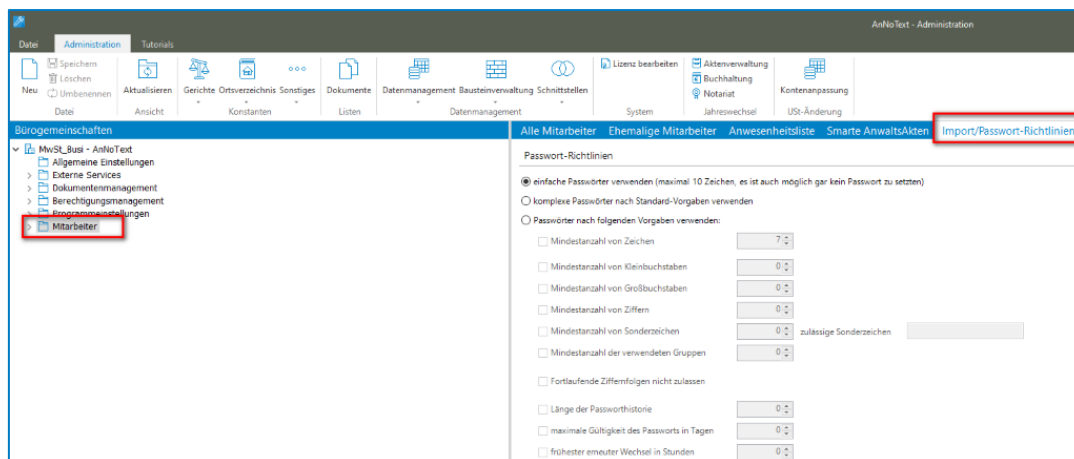 AnNoText - Administration
Datei Administration Tutorials
Neu
Speichern
Löschen
Umbenennen
Datei
Aktualisieren
Ansicht
Gerichte Ortsverzeichnis Sonstiges
Konstanten
Dokumente
Listen
Datenmanagement Bausteinverwaltung Schnittstellen
Datenmanagement
Lizenz bearbeiten
System
Aktenverwaltung
Buchhaltung
Notariat
Jahreswechsel
Kontenanpassung
USt-Änderung
Bürogemeinschaften
MwSt_Busi - AnNoText
Allgemeine Einstellungen
Externe Services
Dokumentenmanagement
Berechtigungsmanagement
Programmeinstellungen
Mitarbeiter
Alle Mitarbeiter Ehemalige Mitarbeiter Anwesenheitsliste Smarte AnwaltsAkten Import/Passwort-Richtlinien
Passwort-Richtlinien
einfache Passwörter verwenden (maximal 10 Zeichen, es ist auch möglich gar kein Passwort zu setzten)
komplexe Passwörter nach Standard-Vorgaben verwenden
Passwörter nach folgenden Vorgaben verwenden:
Mindestanzahl von Zeichen 7
Mindestanzahl von Kleinbuchstaben 0
Mindestanzahl von Großbuchstaben 0
Mindestanzahl von Ziffern 0
Mindestanzahl von Sonderzeichen 0 zulässige Sonderzeichen
Mindestanzahl der verwendeten Gruppen 0
Fortlaufende Ziffernfolgen nicht zulassen
Länge der Passworthistorie 0
maximale Gültigkeit des Passworts in Tagen 0
frühester erneuter Wechsel in Stunden 0